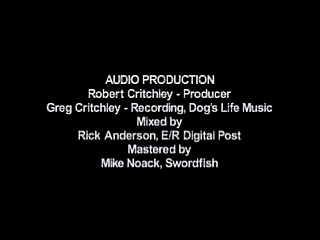 AUDIO PRODUCTION
Robert Critchley - Producer
Greg Critchley - Recording, Dog's Life Music
Mixed by
Rick Anderson, E/R Digital Post
Mastered by
Mike Noack, Swordfish